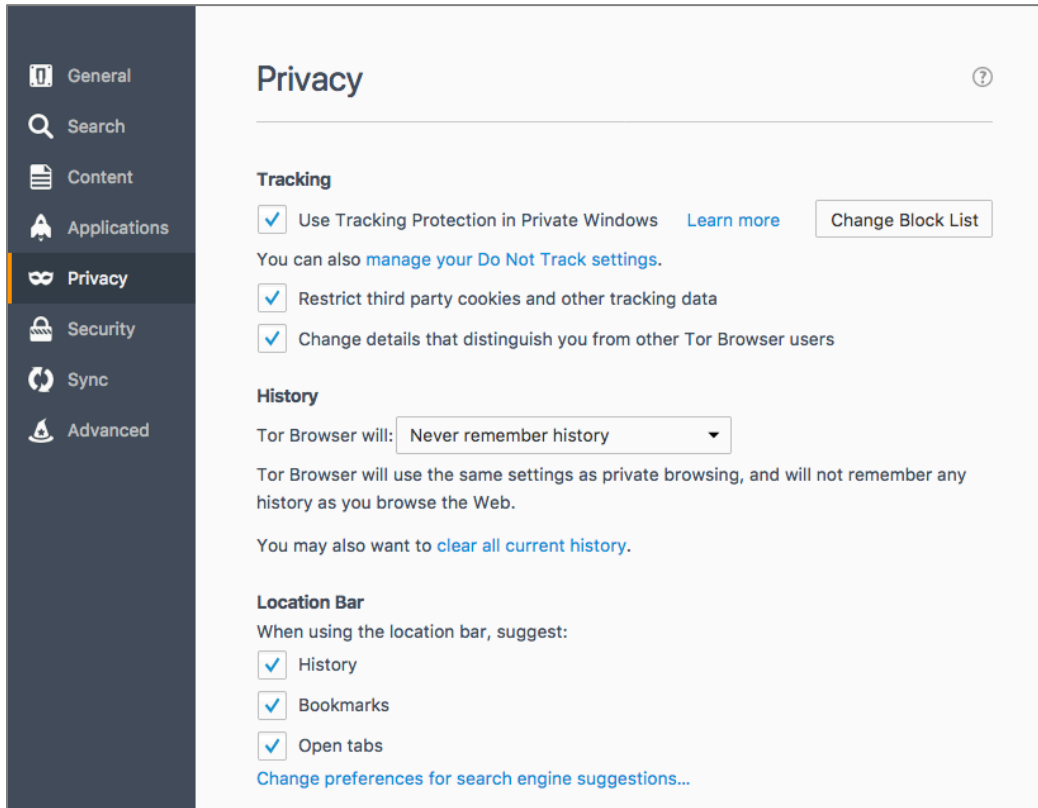 General
Search
Content
Applications
Privacy
Security
Sync
Advanced
Privacy
?
Tracking
Use Tracking Protection in Private Windows Learn more Change Block List
You can also manage your Do Not Track settings.
Restrict third party cookies and other tracking data
Change details that distinguish you from other Tor Browser users
History
Tor Browser will: Never remember history
Tor Browser will use the same settings as private browsing, and will not remember any
history as you browse the Web.
You may also want to clear all current history.
Location Bar
When using the location bar, suggest:
History
Bookmarks
Open tabs
Change preferences for search engine suggestions...